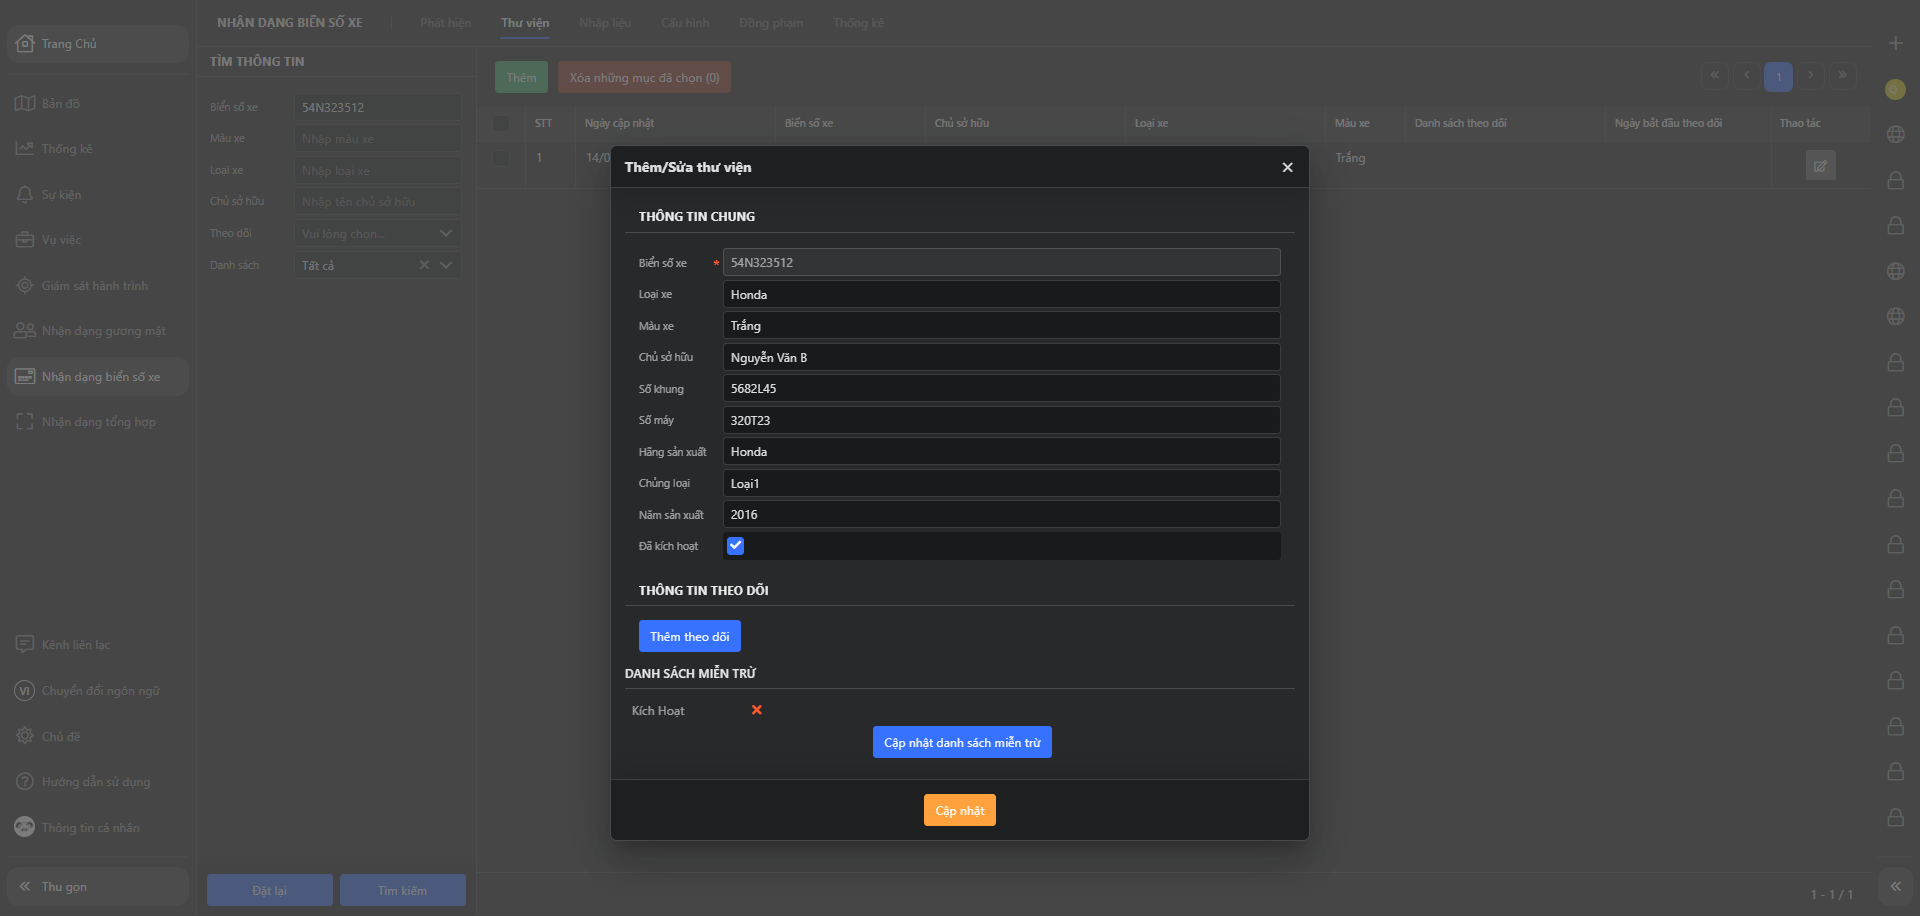 NHẬN DẠNG BIỂN SỐ XE
Phát hiện
Thư viện
Nhập liệu
Cấu hình
Đồng phạm
Thống kê
Trang Chủ
Bản đồ
Thống kê
Sự kiện
Vụ việc
Giám sát hành trình
Nhận dạng gương mặt
Nhận dạng biển số xe
Nhận dạng tổng hợp
Kênh liên lạc
VI Chuyển đổi ngôn ngữ
Chủ đề
Hướng dẫn sử dụng
Thông tin cá nhân
Thu gọn
TÌM THÔNG TIN
Biển số xe 54N323512
Màu xe Nhập màu xe
Loại xe Nhập loại xe
Chủ sở hữu Nhập tên chủ sở hữu
Theo dõi Vui lòng chọn...
Danh sách Tất cả
Đặt lại
Tìm kiếm
Thêm
Xóa những mục đã chọn (0)
1
STT Ngày cập nhật Biển số xe Chủ sở hữu Loại xe Màu xe Danh sách theo dõi Ngày bắt đầu theo dõi Thao tác
1 14/0 Trắng
Thêm/Sửa thư viện
THÔNG TIN CHUNG
Biển số xe * 54N323512
Loại xe Honda
Màu xe Trắng
Chủ sở hữu Nguyễn Văn B
Số khung 5682L45
Số máy 320T23
Hãng sản xuất Honda
Chủng loại Loại1
Năm sản xuất 2016
Đã kích hoạt
THÔNG TIN THEO DÕI
Thêm theo dõi
DANH SÁCH MIỄN TRỪ
Kích Hoạt
Cập nhật danh sách miễn trừ
Cập nhật
1 - 1 / 1